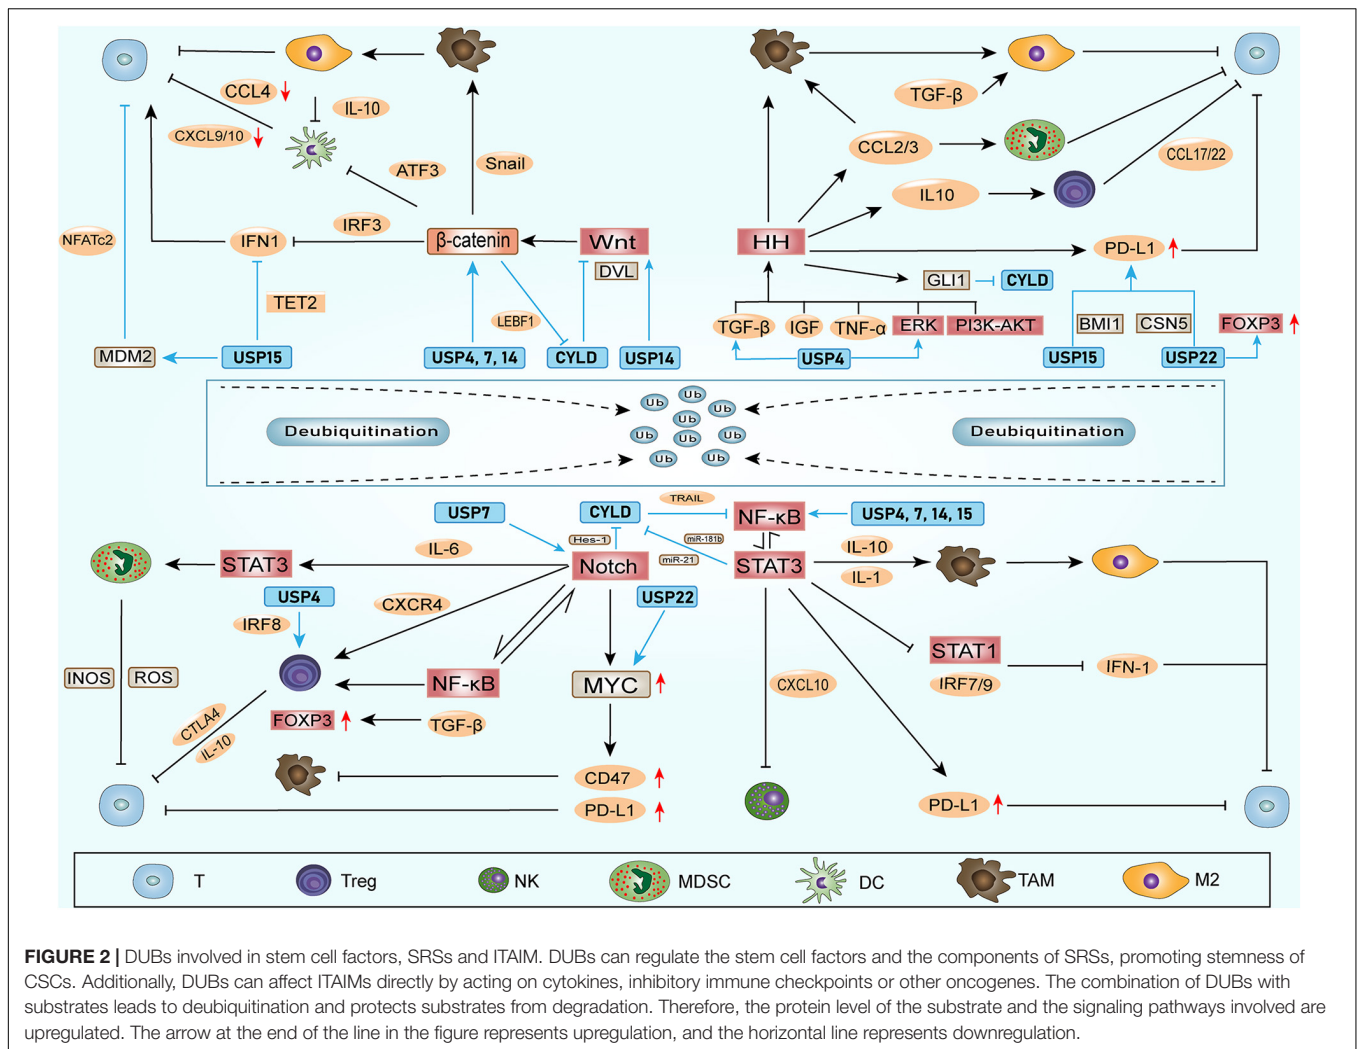 CCL4
IL-10
CXCL9/10
ATF3
Snail
NFATc2
IFN1
IRF3
β-catenin
Wnt
DVL
TET2
LEBF1
MDM2
USP15
USP4, 7, 14
CYLD
USP14
TGF-β
CCL2/3
CCL17/22
IL10
HH
PD-L1
GLI1
CYLD
TGF-β
IGF
TNF-α
ERK
PI3K-AKT
BMI1
CSN5
FOXP3
USP4
USP15
USP22
Deubiquitination
Ub
Ub
Ub
Ub
Ub
Ub
Ub
Ub
Ub
Deubiquitination
USP7
CYLD
TRAIL
NF-κB
USP4, 7, 14, 15
IL-6
Hes-1
miR-181b
miR-21
IL-10
IL-1
STAT3
Notch
STAT3
USP4
CXCR4
USP22
IRF8
STAT1
IFN-1
IRF7/9
INOS
ROS
NF-κB
MYC
CXCL10
CTLA4
IL-10
FOXP3
TGF-β
CD47
PD-L1
PD-L1
T
Treg
NK
MDSC
DC
TAM
M2
FIGURE 2 | DUBs involved in stem cell factors, SRSs and ITAIM. DUBs can regulate the stem cell factors and the components of SRSs, promoting stemness of
CSCs. Additionally, DUBs can affect ITAIMs directly by acting on cytokines, inhibitory immune checkpoints or other oncogenes. The combination of DUBs with
substrates leads to deubiquitination and protects substrates from degradation. Therefore, the protein level of the substrate and the signaling pathways involved are
upregulated. The arrow at the end of the line in the figure represents upregulation, and the horizontal line represents downregulation.